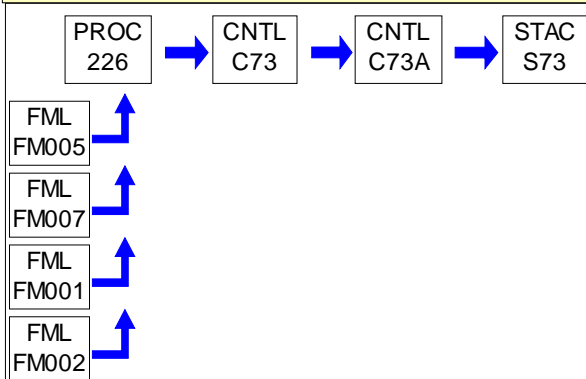 PROC
226
CNTL
C73
CNTL
C73A
STAC
S73
FML
FM005
FML
FM007
FML
FM001
FML
FM002